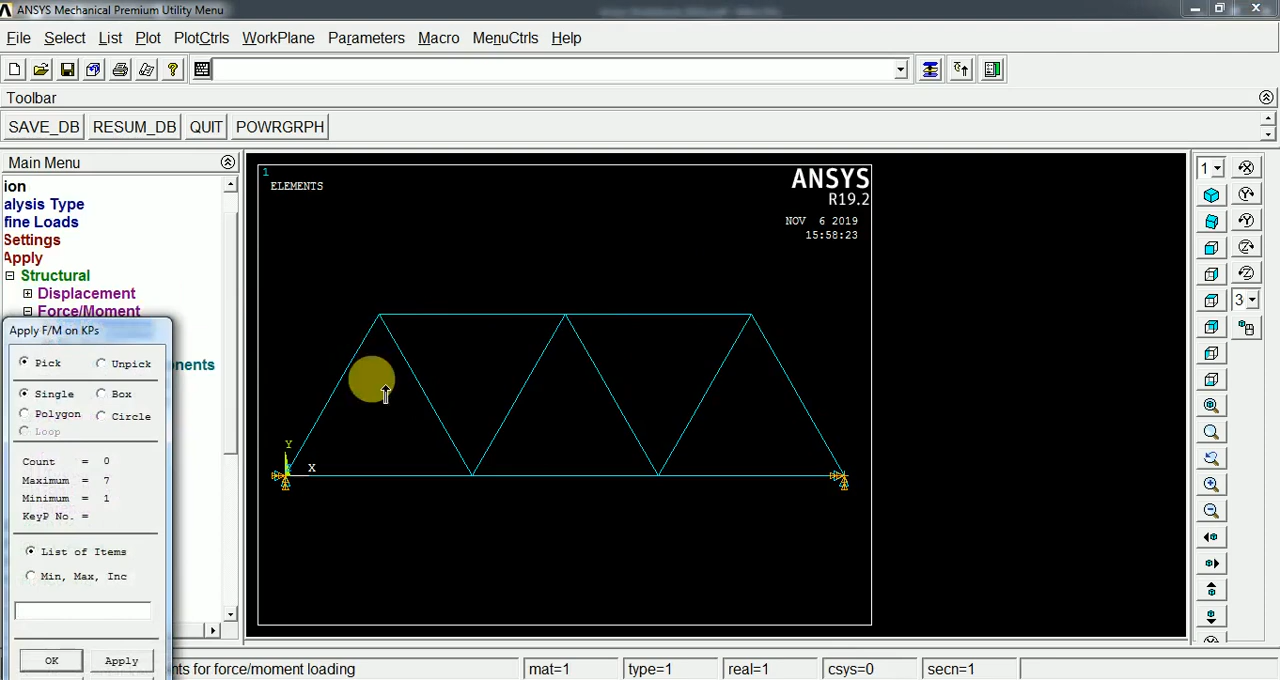 ANSYS Mechanical Premium Utility Menu
File Select List Plot PlotCtrls WorkPlane Parameters Macro MenuCtrls Help
Toolbar
SAVE_DB RESUM_DB QUIT POWRGRPH
Main Menu
ion
alysis Type
fine Loads
Settings
Apply
Structural
Displacement
Force/Moment
nponents
Apply F/M on KPs
Pick Unpick
Single Box
Polygon Circle
Loop
Count = 0
Maximum = 7
Minimum = 1
KeyP No. =
List of Items
Min, Max, Inc
OK Apply
1
ELEMENTS
ANSYS
R19.2
NOV 6 2019
15:58:23
Y
X
1
3
nts for force/moment loading
mat=1 type=1 real=1 csys=0 secn=1